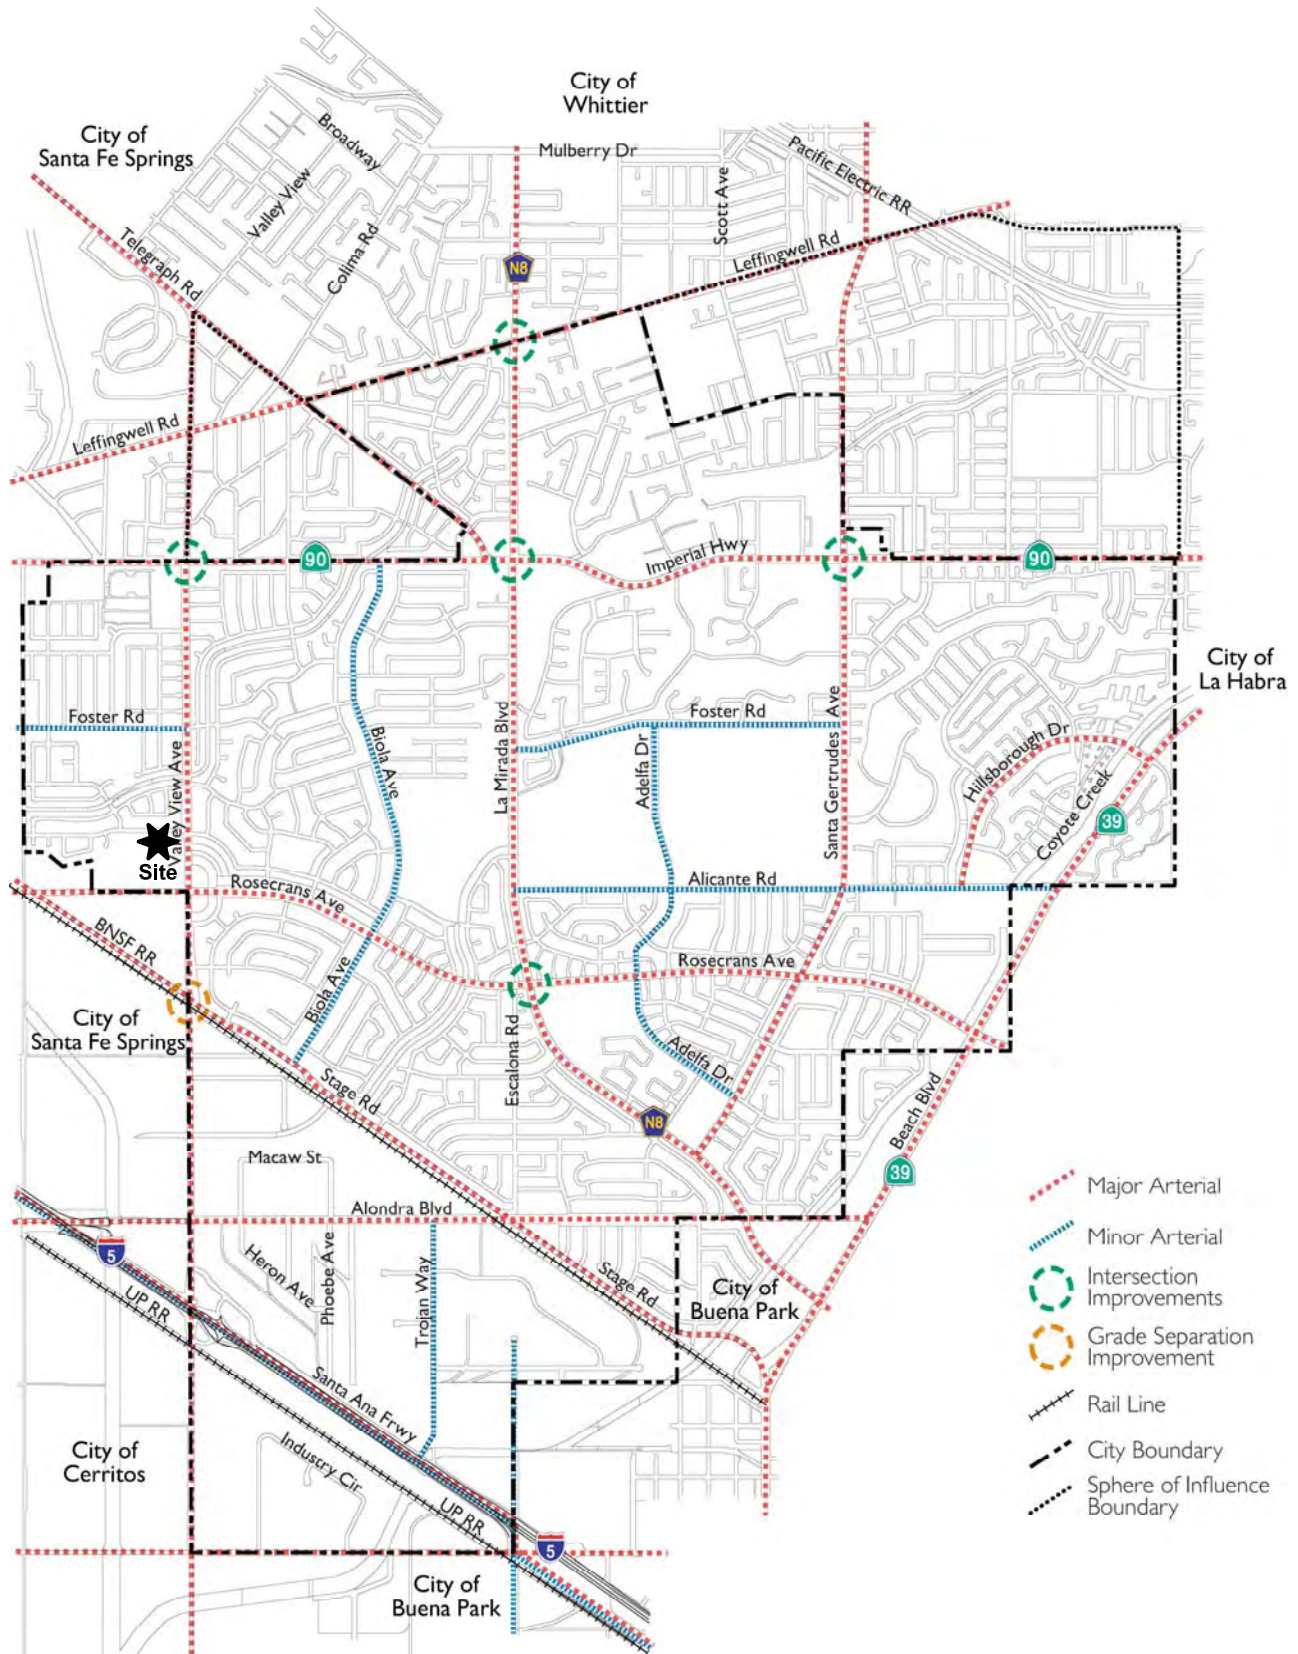 City of
Whittier
City of
Santa Fe Springs
Broadway
Mulberry Dr
Pacific Electric RR
Scott Ave
Valley View
Colima Rd
Telegraph Rd
Leffingwell Rd
N8
Leffingwell Rd
90
Imperial Hwy
90
City of
La Habra
Foster Rd
Foster Rd
Valley View Ave
Biola Ave
La Mirada Blvd
Adelfa Dr
Santa Gertrudes Ave
Hillsborough Dr
Coyote Creek
39
Site
Rosecrans Ave
Alicante Rd
BNSF RR
Biola Ave
Rosecrans Ave
City of
Santa Fe Springs
Escalona Rd
Adelfa Dr
Stage Rd
N8
Beach Blvd
39
Macaw St
Alondra Blvd
5
Heron Ave
Phoebe Ave
Trojan Way
Stage Rd
City of
Buena Park
UP RR
Santa Ana Frwy
City of
Cerritos
Industry Cir
UP RR
5
City of
Buena Park
Major Arterial
Minor Arterial
Intersection
Improvements
Grade Separation
Improvement
Rail Line
City Boundary
Sphere of Influence
Boundary